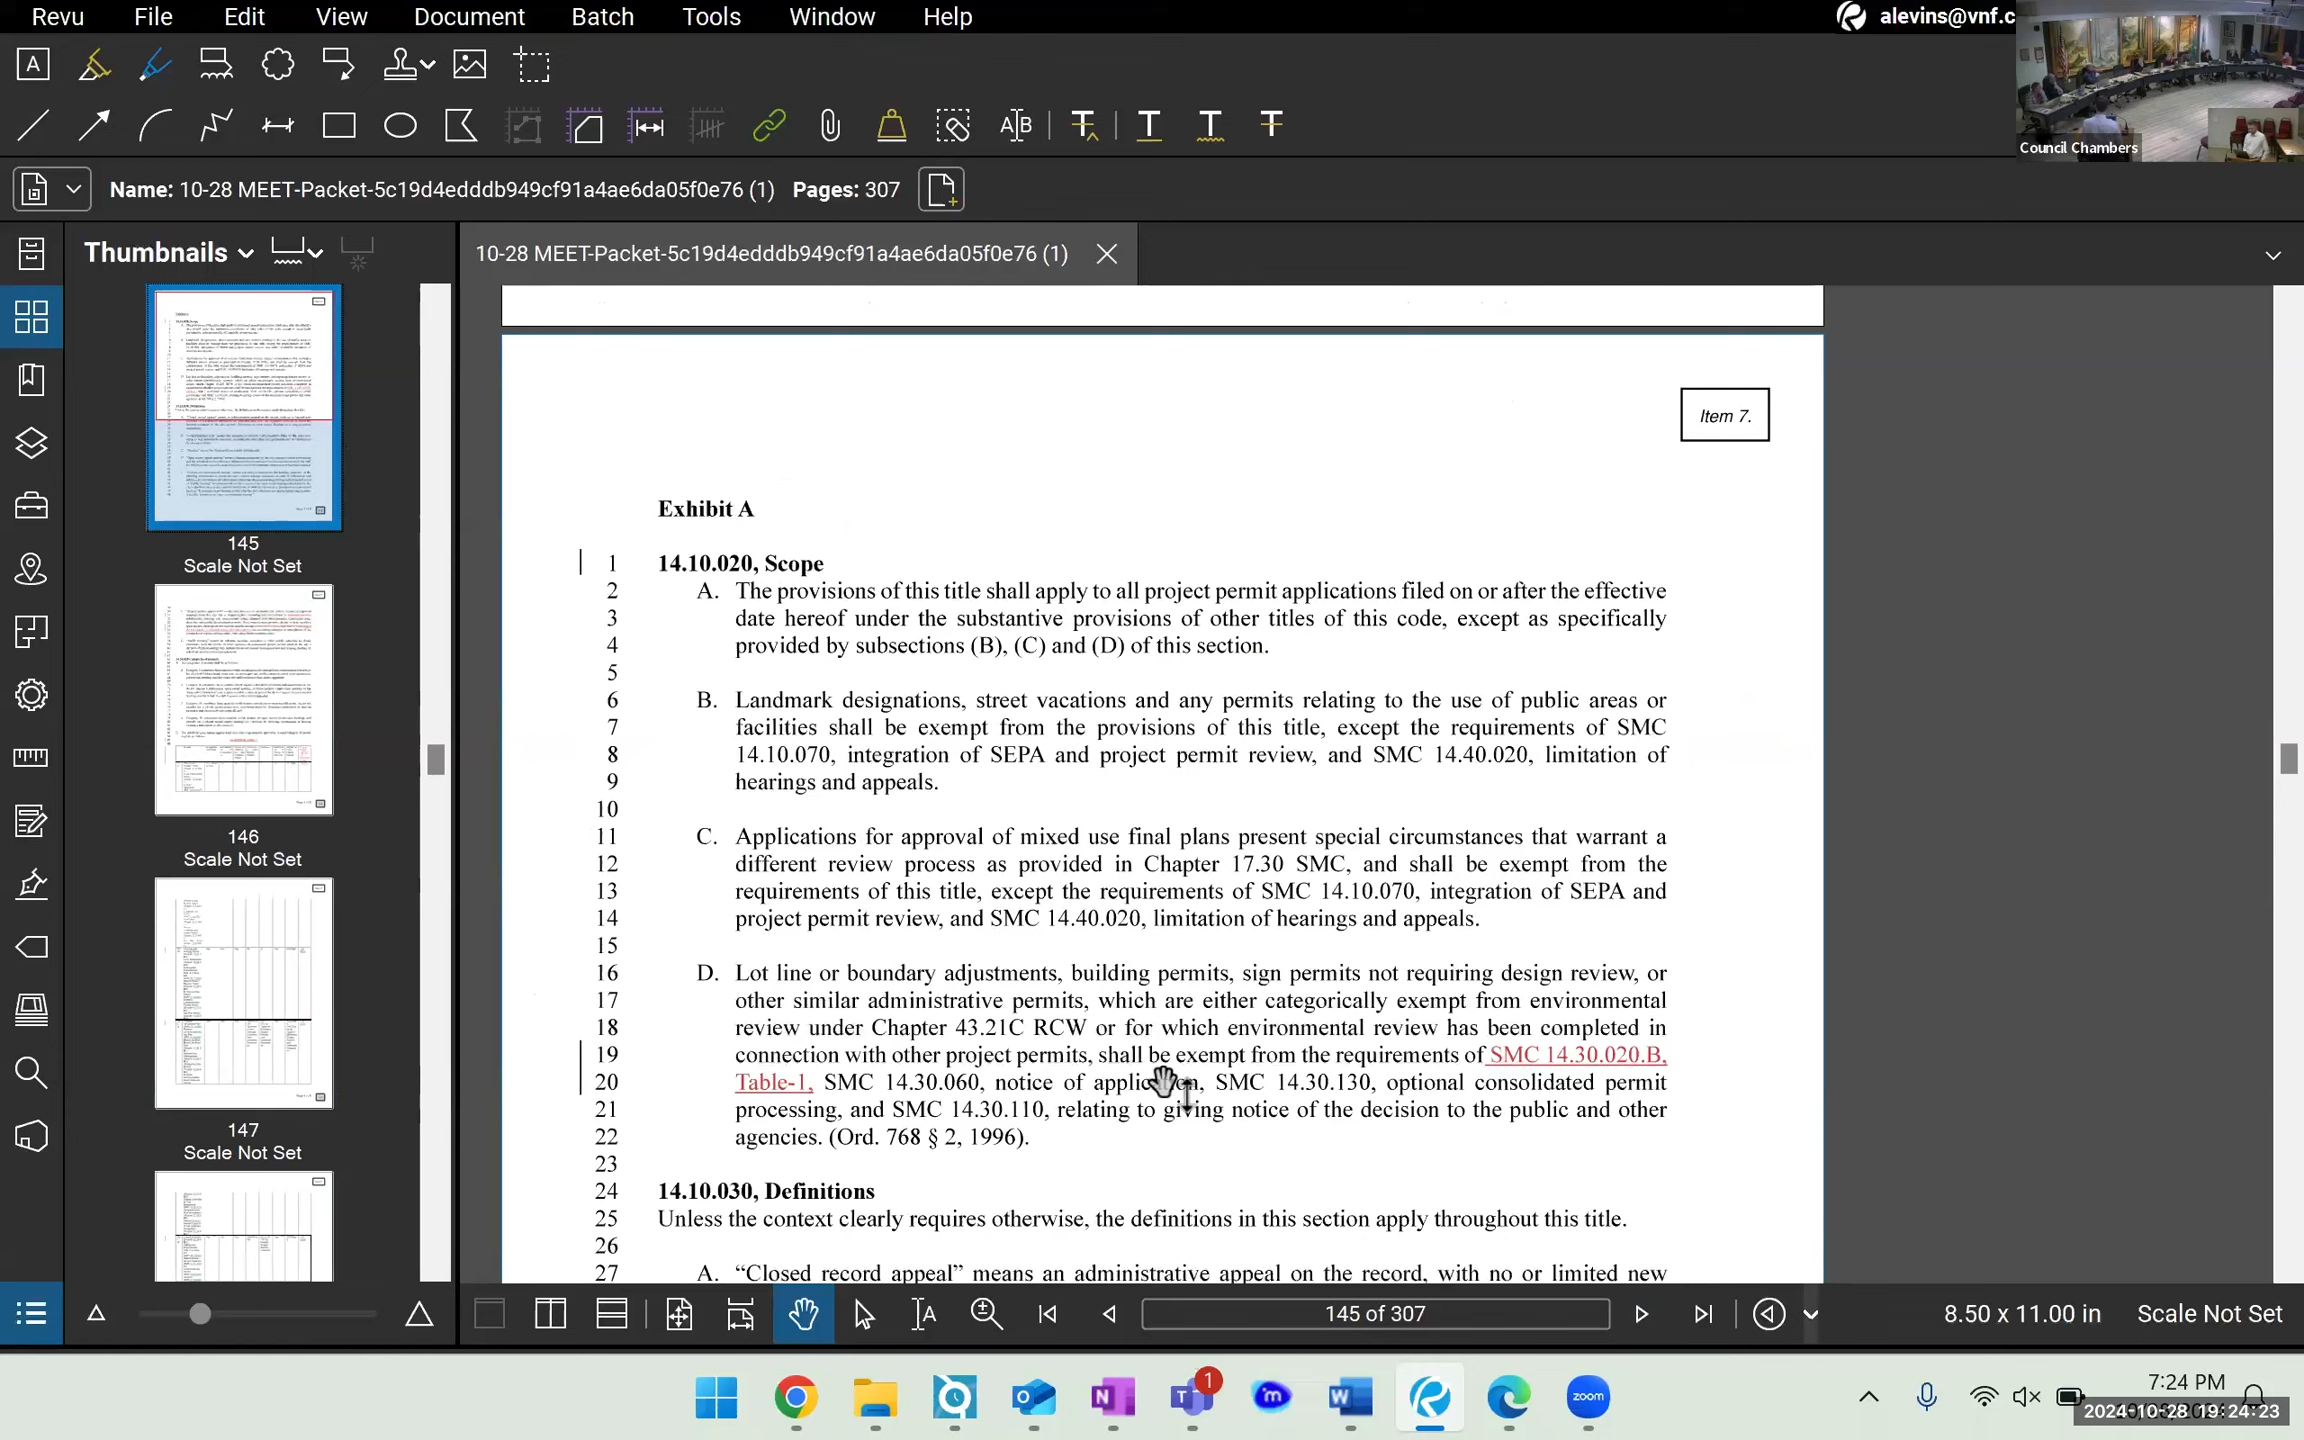 Revu File Edit View Document Batch Tools Window Help
alevins@vnf.c
Council Chambers
Name: 10-28 MEET-Packet-5c19d4edddb949cf91a4ae6da05f0e76 (1) Pages: 307
Thumbnails
10-28 MEET-Packet-5c19d4edddb949cf91a4ae6da05f0e76 (1)
145
Scale Not Set
146
Scale Not Set
147
Scale Not Set
Item 7.
Exhibit A
1 14.10.020, Scope
2 A. The provisions of this title shall apply to all project permit applications filed on or after the effective
3 date hereof under the substantive provisions of other titles of this code, except as specifically
4 provided by subsections (B), (C) and (D) of this section.
5
6 B. Landmark designations, street vacations and any permits relating to the use of public areas or
7 facilities shall be exempt from the provisions of this title, except the requirements of SMC
8 14.10.070, integration of SEPA and project permit review, and SMC 14.40.020, limitation of
9 hearings and appeals.
10
11 C. Applications for approval of mixed use final plans present special circumstances that warrant a
12 different review process as provided in Chapter 17.30 SMC, and shall be exempt from the
13 requirements of this title, except the requirements of SMC 14.10.070, integration of SEPA and
14 project permit review, and SMC 14.40.020, limitation of hearings and appeals.
15
16 D. Lot line or boundary adjustments, building permits, sign permits not requiring design review, or
17 other similar administrative permits, which are either categorically exempt from environmental
18 review under Chapter 43.21C RCW or for which environmental review has been completed in
19 connection with other project permits, shall be exempt from the requirements of SMC 14.30.020.B,
20 Table-1, SMC 14.30.060, notice of application, SMC 14.30.130, optional consolidated permit
21 processing, and SMC 14.30.110, relating to giving notice of the decision to the public and other
22 agencies. (Ord. 768 § 2, 1996).
23
24 14.10.030, Definitions
25 Unless the context clearly requires otherwise, the definitions in this section apply throughout this title.
26
27 A. “Closed record appeal” means an administrative appeal on the record, with no or limited new
145 of 307
8.50 x 11.00 in Scale Not Set
1
zoom
7:24 PM
2024-10-28 19:24:23